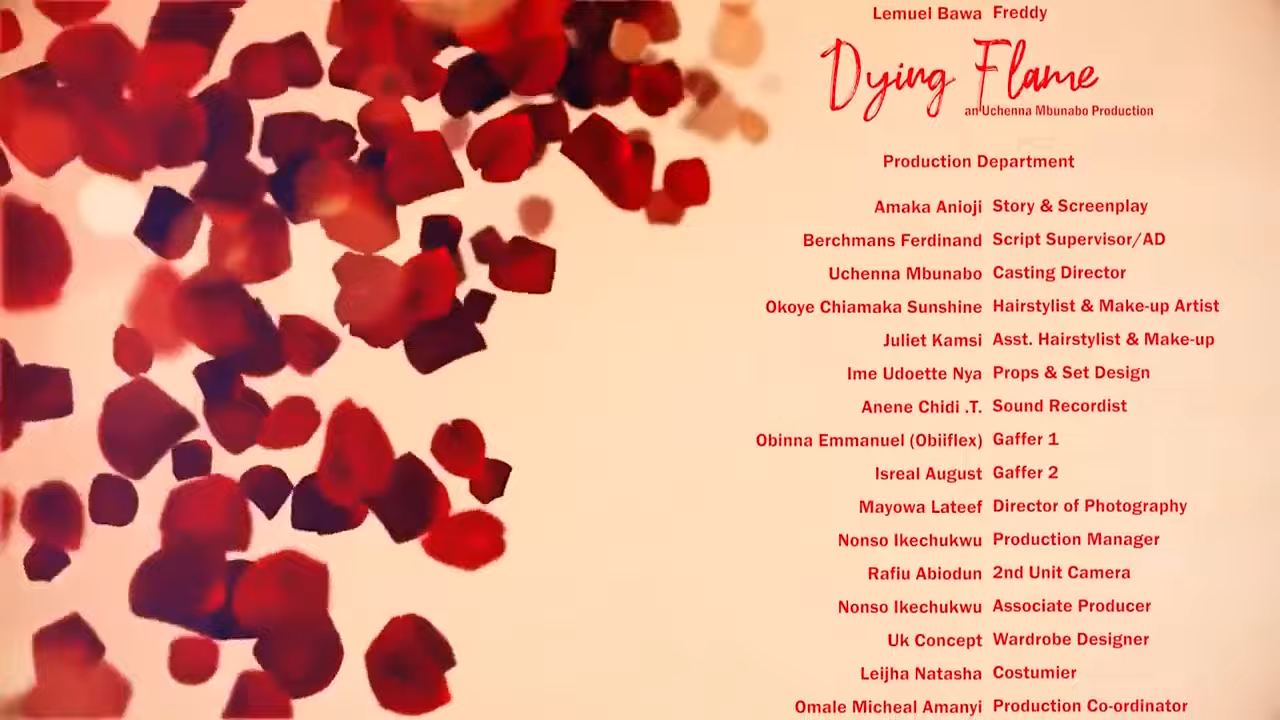 Lemuel Bawa Freddy
Dying Flame
an Uchenna Mbunabo Production
Production Department
Amaka Anioji Story & Screenplay
Berchmans Ferdinand Script Supervisor/AD
Uchenna Mbunabo Casting Director
Okoye Chiamaka Sunshine Hairstylist & Make-up Artist
Juliet Kamsi Asst. Hairstylist & Make-up
Ime Udoette Nya Props & Set Design
Anene Chidi .T. Sound Recordist
Obinna Emmanuel (Obiiflex) Gaffer 1
Isreal August Gaffer 2
Mayowa Lateef Director of Photography
Nonso Ikechukwu Production Manager
Rafiu Abiodun 2nd Unit Camera
Nonso Ikechukwu Associate Producer
Uk Concept Wardrobe Designer
Leijha Natasha Costumier
Omale Micheal Amanyi Production Co-ordinator